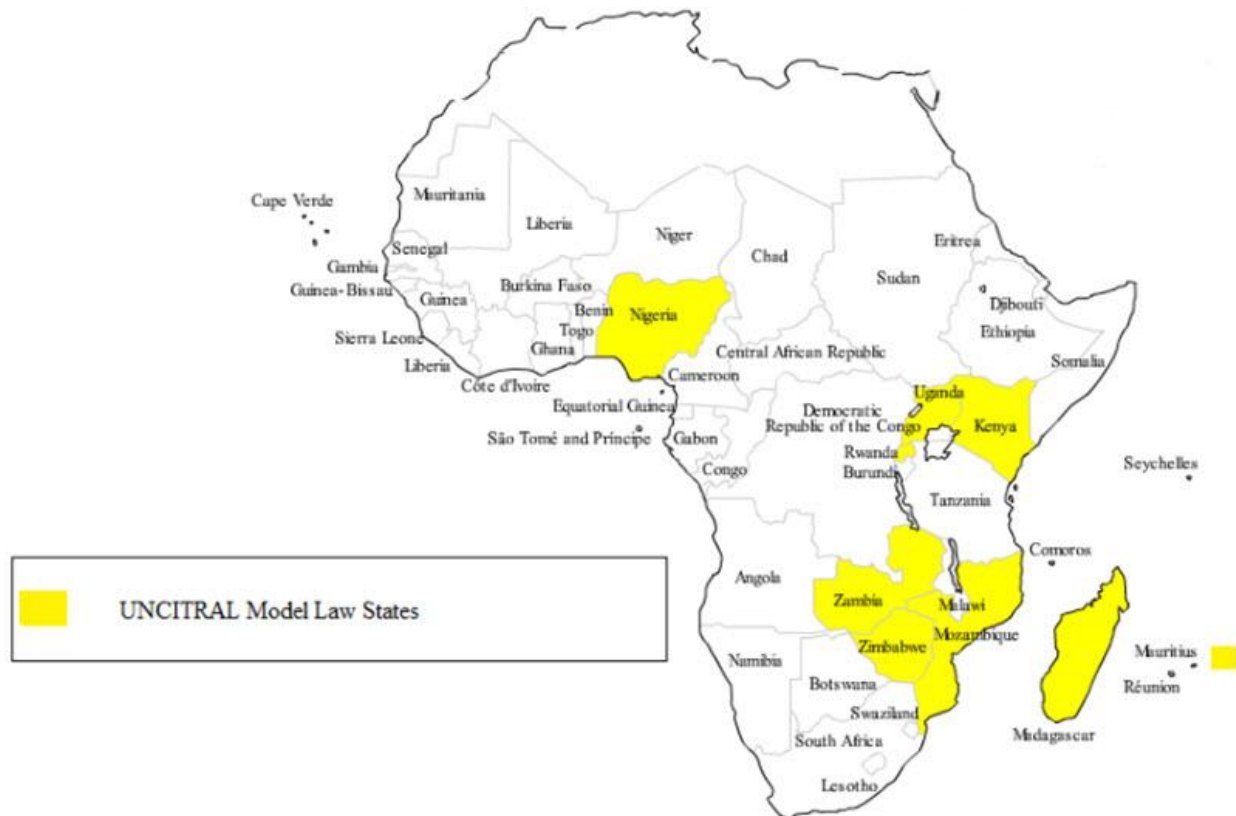 Mauritania
Cape Verde
Liberia
Niger
Chad
Eritrea
Senegal
Sudan
Gambia
Guinea-Bissau
Burkina Faso
Guinea
Djibouti
Benin
Nigeria
Togo
Ethiopia
Sierra Leone
Ghana
Central African Republic
Somalia
Liberia
Cameroon
Côte d'Ivoire
Uganda
Equatorial Guinea
Democratic
Republic of the Congo
Kenya
São Tomé and Príncipe
Gabon
Rwanda
Seychelles
Congo
Burundi
Tanzania
Comoros
Angola
Zambia
Malawi
UNCITRAL Model Law States
Mozambique
Zimbabwe
Mauritius
Namibia
Botswana
Réunion
Swaziland
Madagascar
South Africa
Lesotho